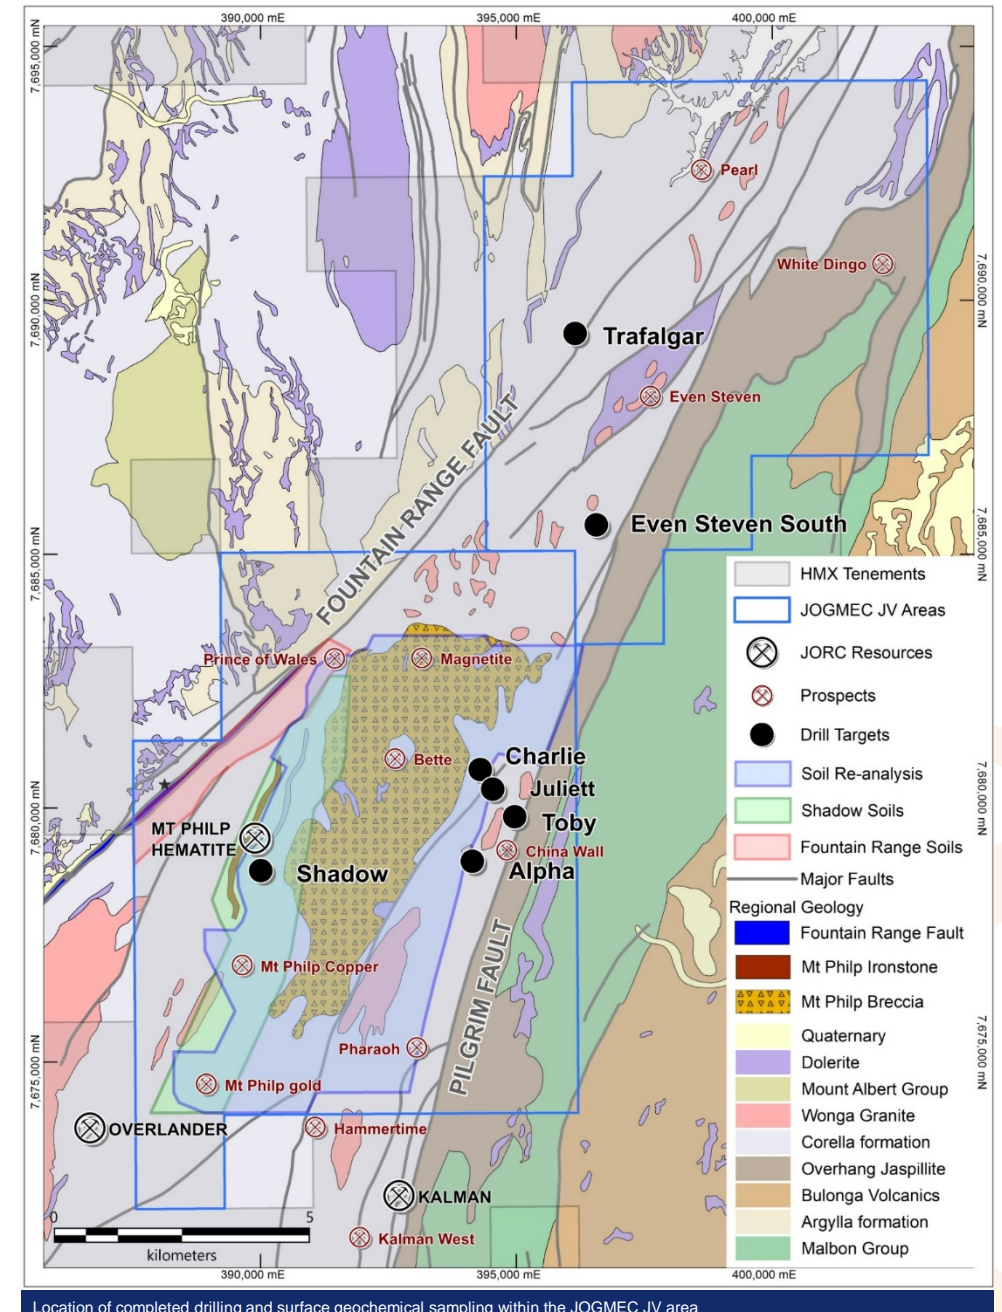 390,000 mE
395,000 mE
400,000 mE
7,695,000 mN
Pearl
White Dingo
7,690,000 mN
7,690,000 mN
Trafalgar
Even Steven
FOUNTAIN RANGE FAULT
Even Steven South
7,685,000 mN
7,685,000 mN
HMX Tenements
JOGMEC JV Areas
JORC Resources
Prospects
Drill Targets
Soil Re-analysis
Shadow Soils
Fountain Range Soils
Major Faults
Regional Geology
Fountain Range Fault
Mt Philp Ironstone
Mt Philp Breccia
Quaternary
Dolerite
Mount Albert Group
Wonga Granite
Corella formation
Overhang Jaspillite
Bulonga Volcanics
Argylla formation
Malbon Group
Prince of Wales
Magnetite
Bette
Charlie
Juliett
Toby
China Wall
Alpha
7,680,000 mN
7,680,000 mN
MT PHILP
HEMATITE
Shadow
Mt Philp Copper
PILGRIM FAULT
Pharaoh
7,675,000 mN
7,675,000 mN
Mt Philp gold
OVERLANDER
Hammertime
KALMAN
Kalman West
0
5
kilometers
390,000 mE
395,000 mE
400,000 mE
Location of completed drilling and surface geochemical sampling within the JOGMEC JV area